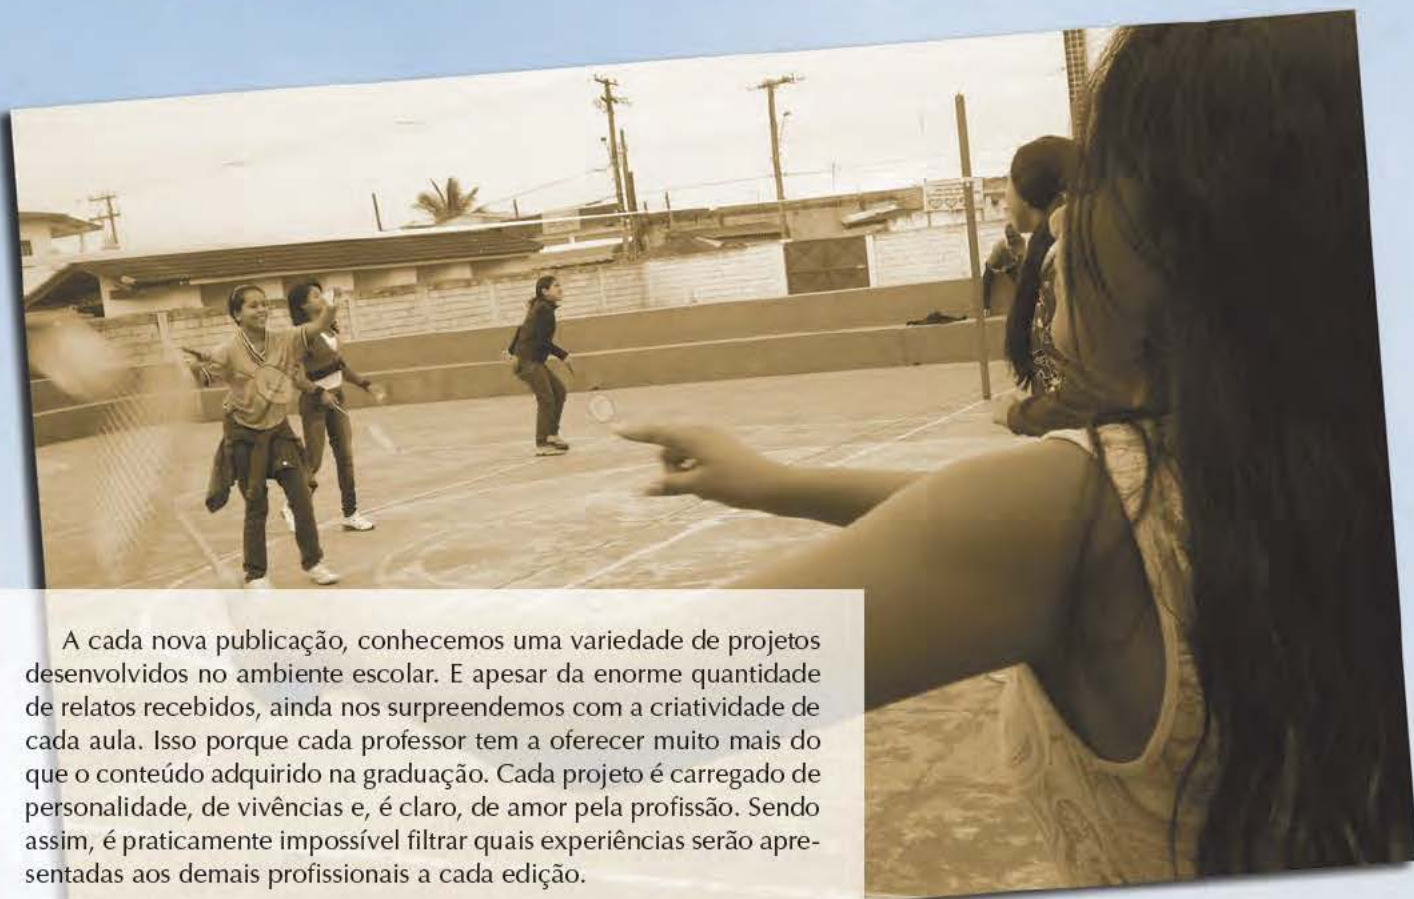 A cada nova publicação, conhecemos uma variedade de projetos
desenvolvidos no ambiente escolar. E apesar da enorme quantidade
de relatos recebidos, ainda nos surpreendemos com a criatividade de
cada aula. Isso porque cada professor tem a oferecer muito mais do
que o conteúdo adquirido na graduação. Cada projeto é carregado de
personalidade, de vivências e, é claro, de amor pela profissão. Sendo
assim, é praticamente impossível filtrar quais experiências serão apre-
sentadas aos demais profissionais a cada edição.